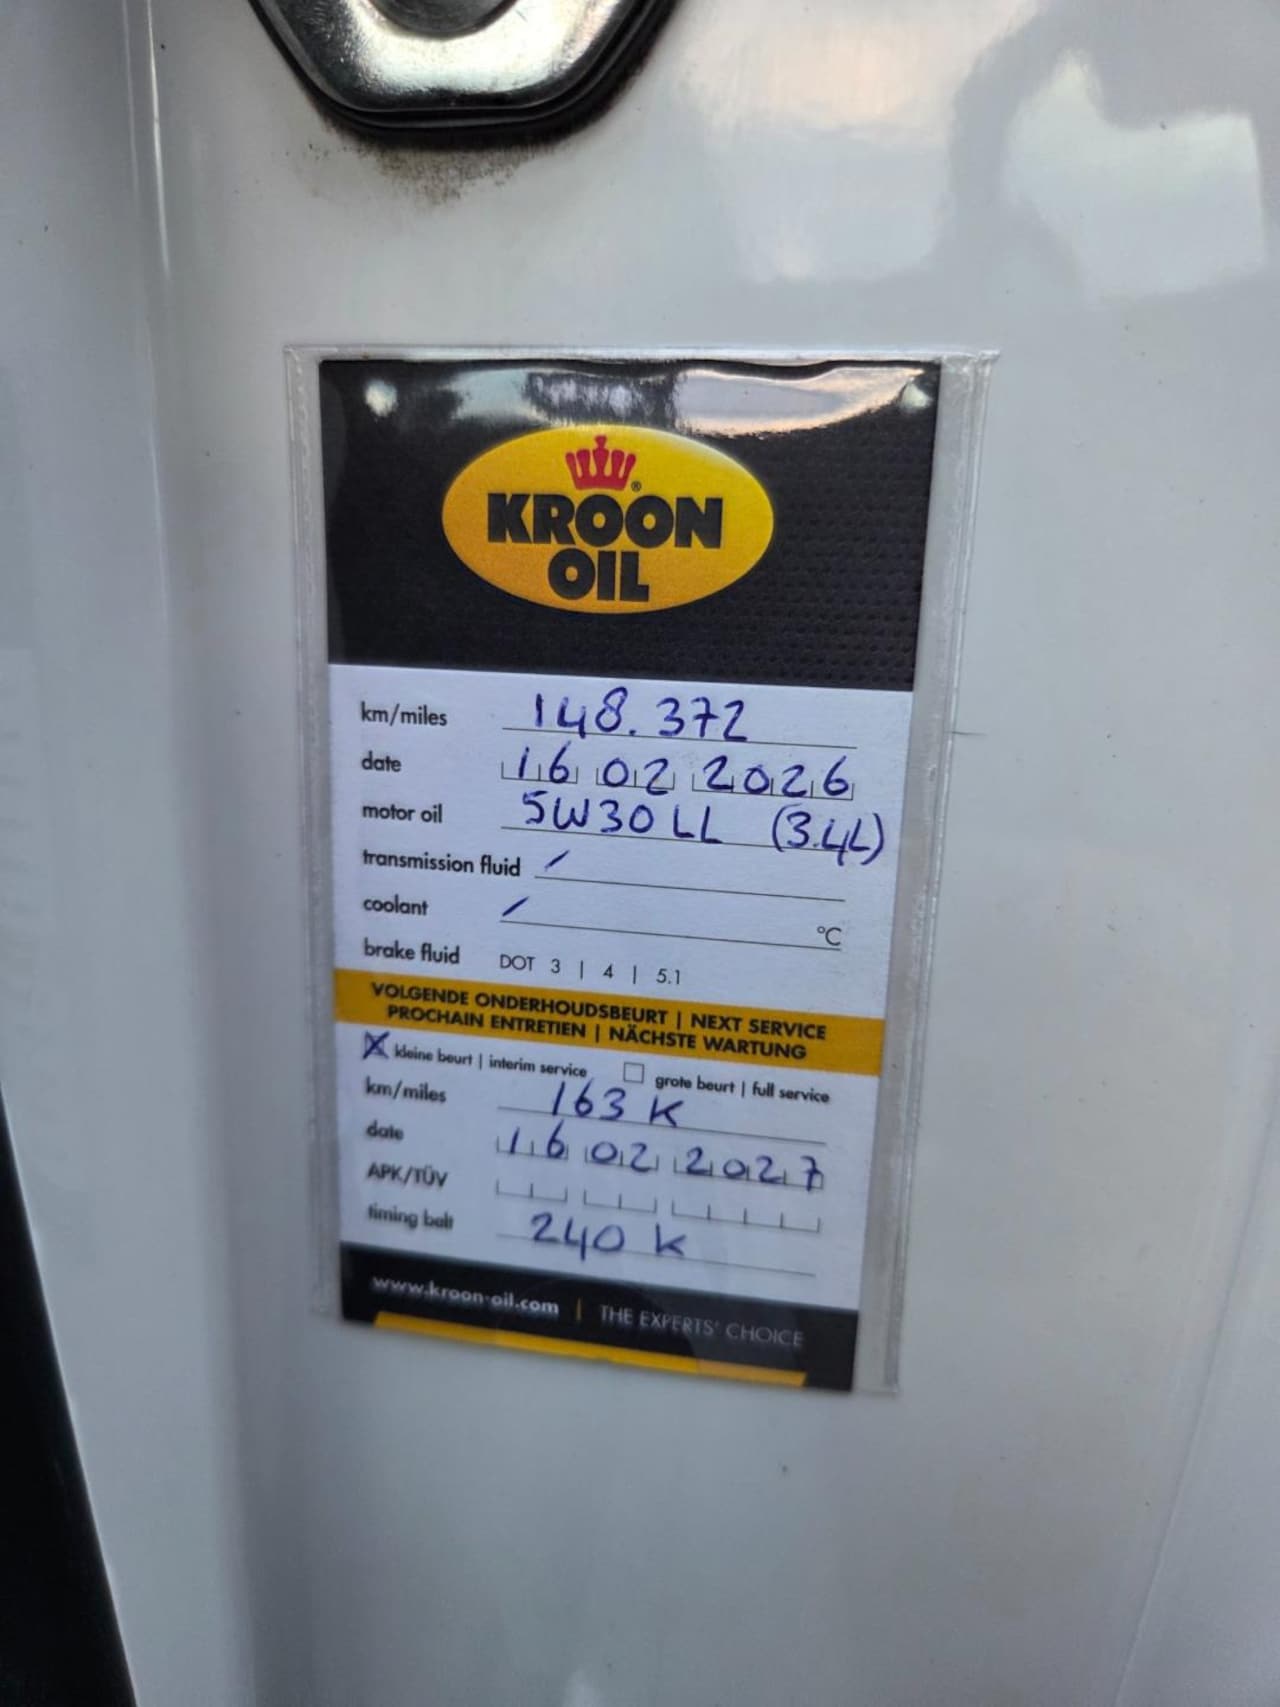 KROON
OIL
km/miles 148.372
date 16 02 2026
motor oil 5W30 LL (3.4L)
transmission fluid /
coolant / °C
brake fluid DOT 3 | 4 | 5.1
VOLGENDE ONDERHOUDSBEURT | NEXT SERVICE
PROCHAIN ENTRETIEN | NÄCHSTE WARTUNG
X kleine beurt | interim service □ grote beurt | full service
km/miles 163 K
date 16 02 2027
APK/TÜV
timing belt 240 K
www.kroon-oil.com | THE EXPERTS' CHOICE